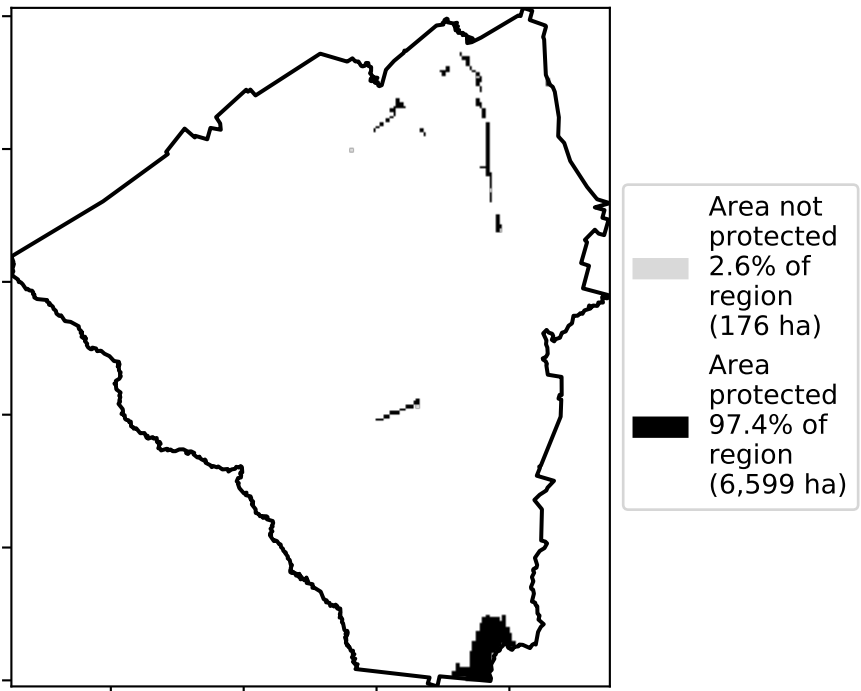 Area not
protected
2.6% of
region
(176 ha)
Area
protected
97.4% of
region
(6,599 ha)